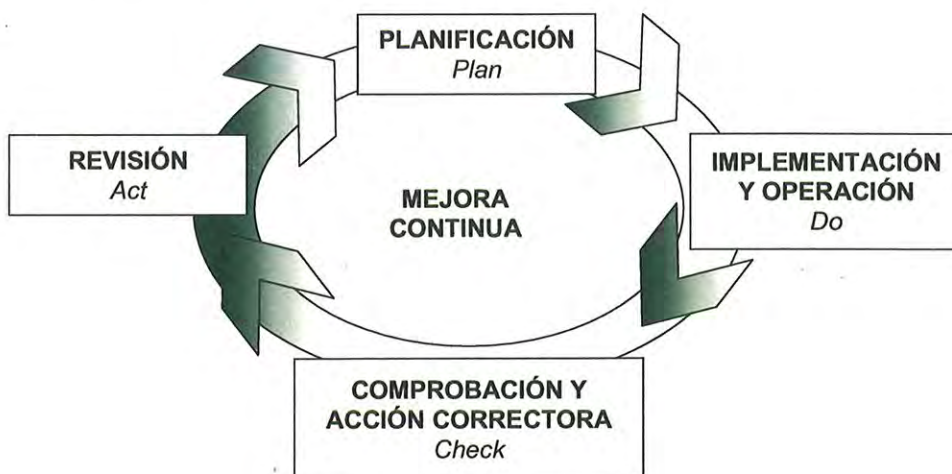 PLANIFICACIÓN
Plan
IMPLEMENTACIÓN
Y OPERACIÓN
Do
COMPROBACIÓN Y
ACCIÓN CORRECTORA
Check
REVISIÓN
Act
MEJORA
CONTINUA